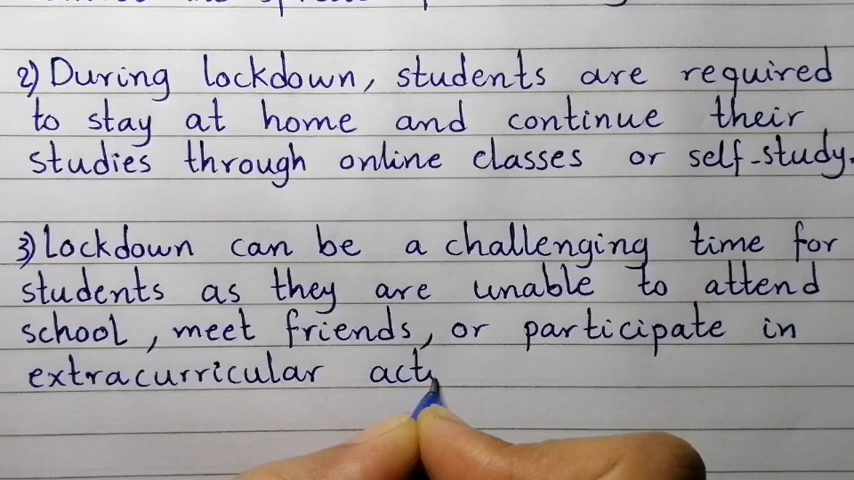 2) During lockdown, students are required
to stay at home and continue their
studies through online classes or self-study.
3) Lockdown can be a challenging time for
students as they are unable to attend
school, meet friends, or participate in
extracurricular act